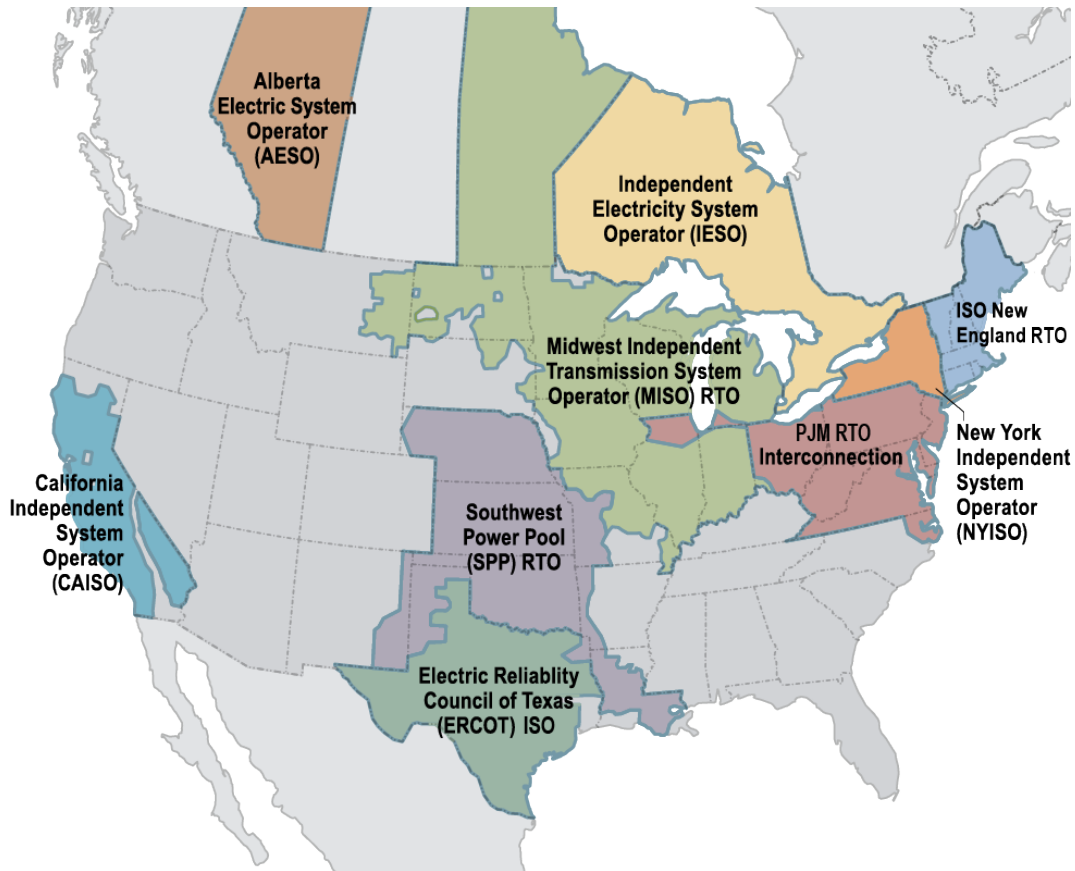 Alberta
Electric System
Operator
(AESO)
Independent
Electricity System
Operator (IESO)
ISO New
England RTO
Midwest Independent
Transmission System
Operator (MISO) RTO
PJM RTO
Interconnection
New York
Independent
System
Operator
(NYISO)
California
Independent
System
Operator
(CAISO)
Southwest
Power Pool
(SPP) RTO
Electric Reliablity
Council of Texas
(ERCOT) ISO